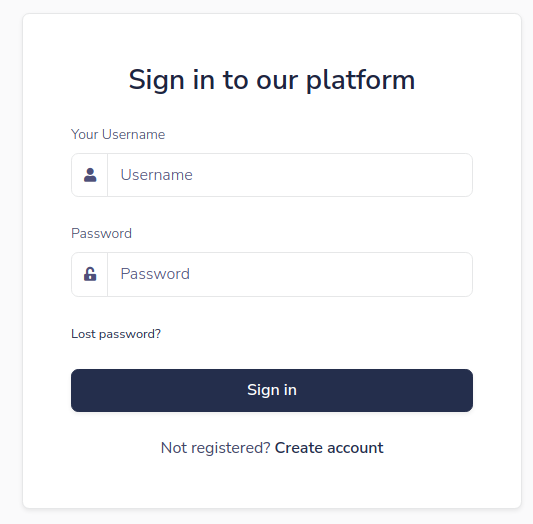 Sign in to our platform
Your Username
Username
Password
Password
Lost password?
Sign in
Not registered? Create account